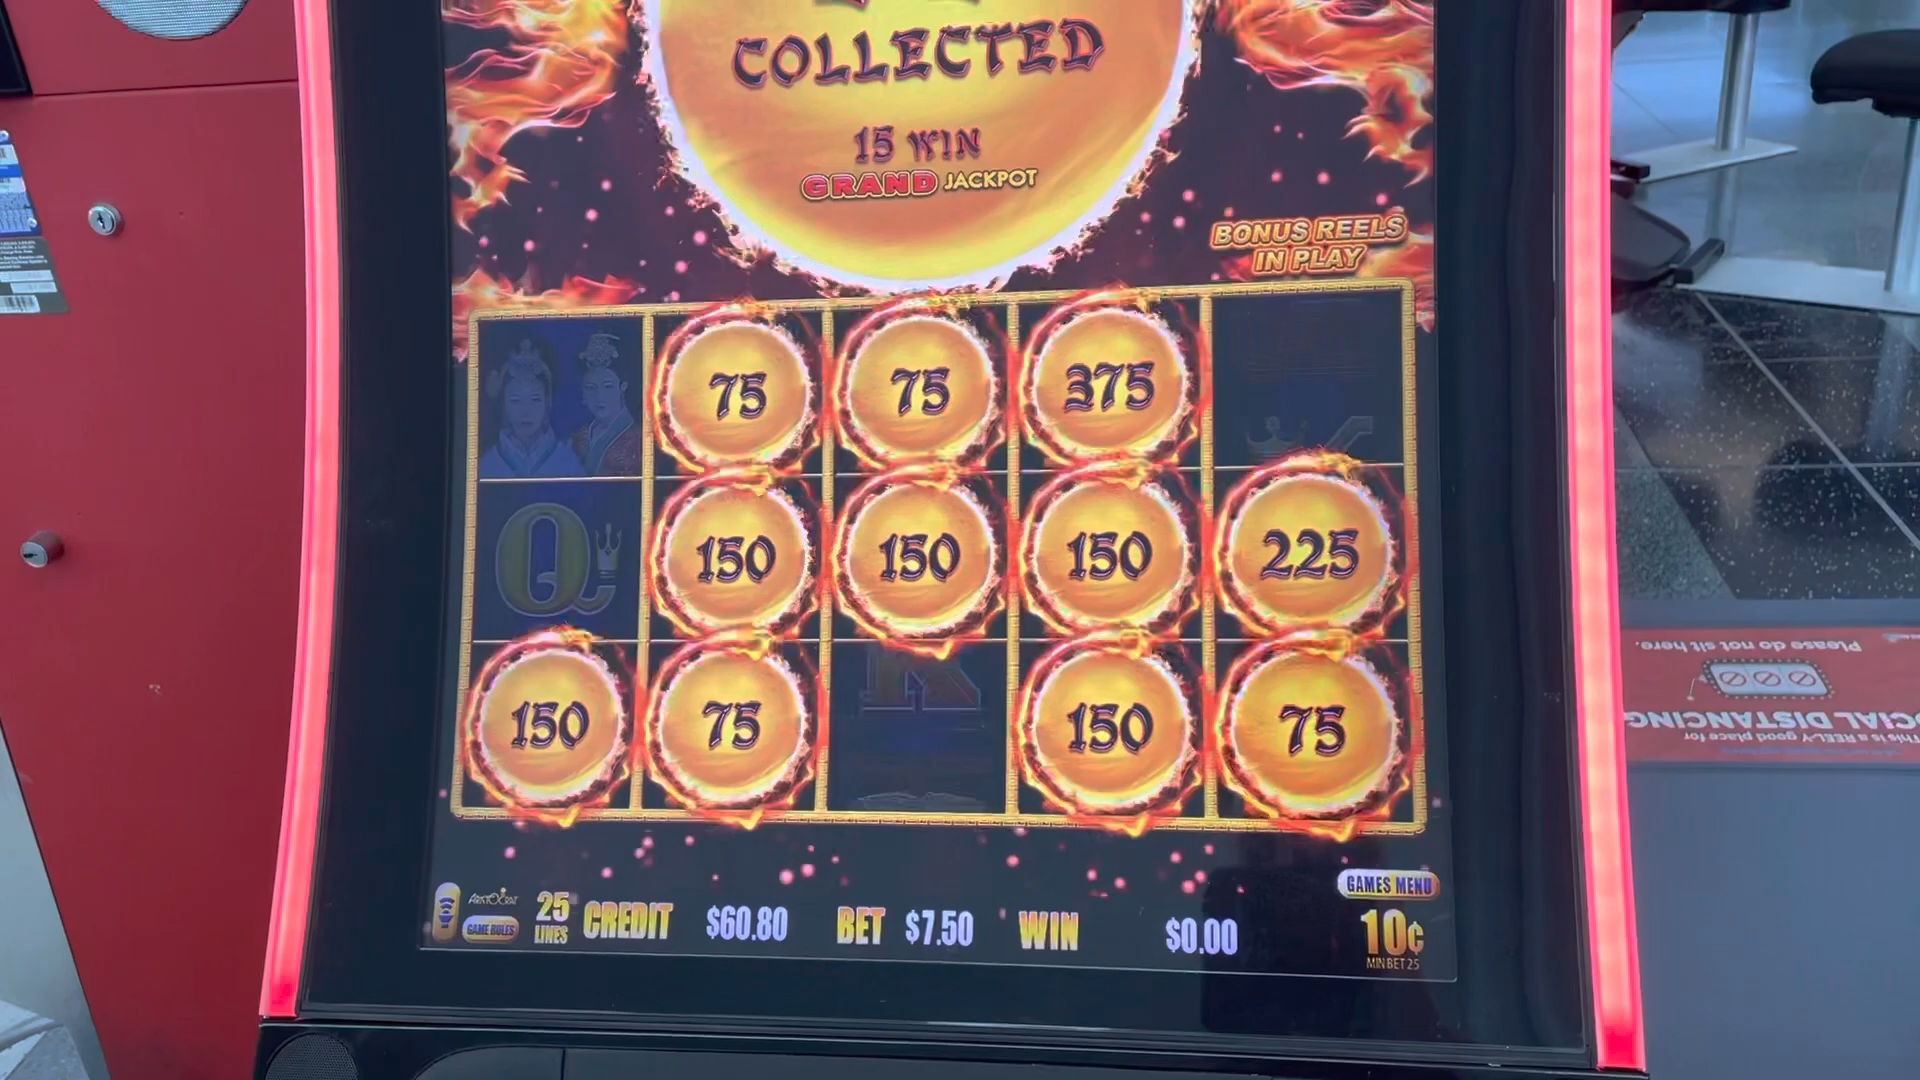 COLLECTED
15 WIN
GRAND JACKPOT
BONUS REELS
IN PLAY
75
75
375
Q
150
150
150
225
150
75
K
150
75
GAMES MENU
ARISTOCRAT
GAME RULES
25
LINES
CREDIT
$60.80
BET
$7.50
WIN
$0.00
10¢
MIN BET 25
Please do not sit here.
CIAL DISTANCING
This is a REEL-Y good place for